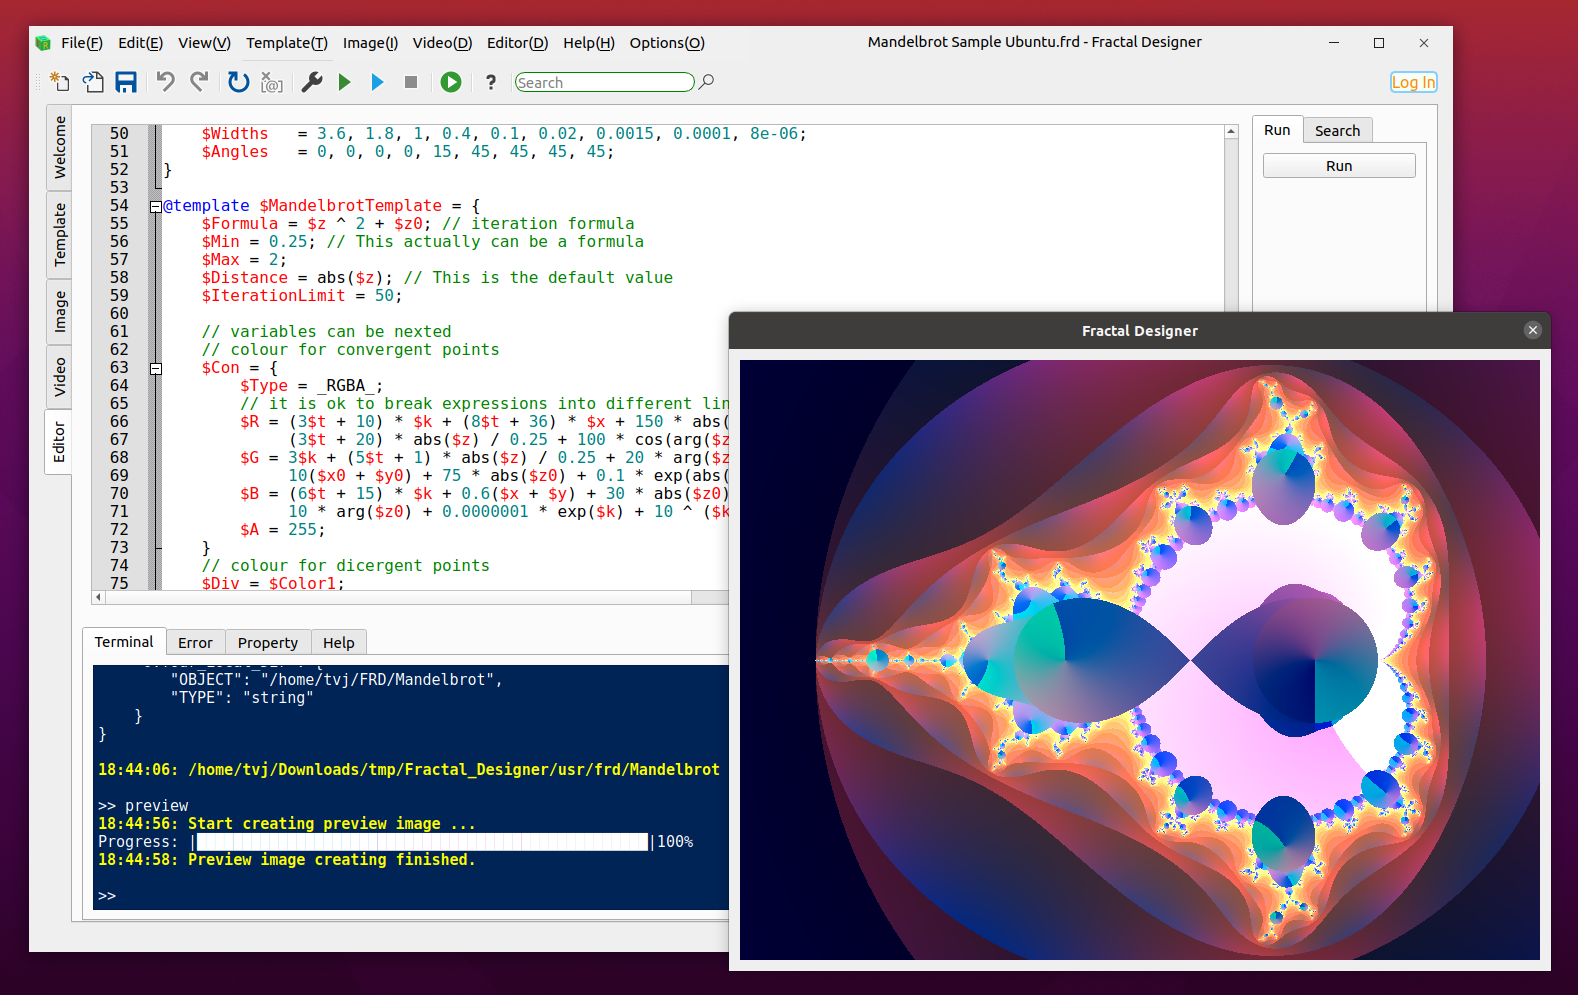 File(F) Edit(E) View(V) Template(T) Image(I) Video(D) Editor(D) Help(H) Options(O) Mandelbrot Sample Ubuntu.frd - Fractal Designer
Search
Log In
Welcome
Template
Image
Video
Editor
50 $Widths = 3.6, 1.8, 1, 0.4, 0.1, 0.02, 0.0015, 0.0001, 8e-06;
51 $Angles = 0, 0, 0, 0, 15, 45, 45, 45, 45;
52 }
53
54 @template $MandelbrotTemplate = {
55 $Formula = $z ^ 2 + $z0; // iteration formula
56 $Min = 0.25; // This actually can be a formula
57 $Max = 2;
58 $Distance = abs($z); // This is the default value
59 $IterationLimit = 50;
60
61 // variables can be nexted
62 // colour for convergent points
63 $Con = {
64 $Type = _RGBA_;
65 // it is ok to break expressions into different lin
66 $R = (3$t + 10) * $k + (8$t + 36) * $x + 150 * abs(
67 (3$t + 20) * abs($z) / 0.25 + 100 * cos(arg($z
68 $G = 3$k + (5$t + 1) * abs($z) / 0.25 + 20 * arg($z
69 10($x0 + $y0) + 75 * abs($z0) + 0.1 * exp(abs(
70 $B = (6$t + 15) * $k + 0.6($x + $y) + 30 * abs($z0)
71 10 * arg($z0) + 0.0000001 * exp($k) + 10 ^ ($k
72 $A = 255;
73 }
74 // colour for dicergent points
75 $Div = $Color1;
Run Search
Run
Terminal Error Property Help
"OBJECT": "/home/tvj/FRD/Mandelbrot",
"TYPE": "string"
}
}
18:44:06: /home/tvj/Downloads/tmp/Fractal_Designer/usr/frd/Mandelbrot
>> preview
18:44:56: Start creating preview image ...
Progress: | |100%
18:44:58: Preview image creating finished.
>>
Fractal Designer